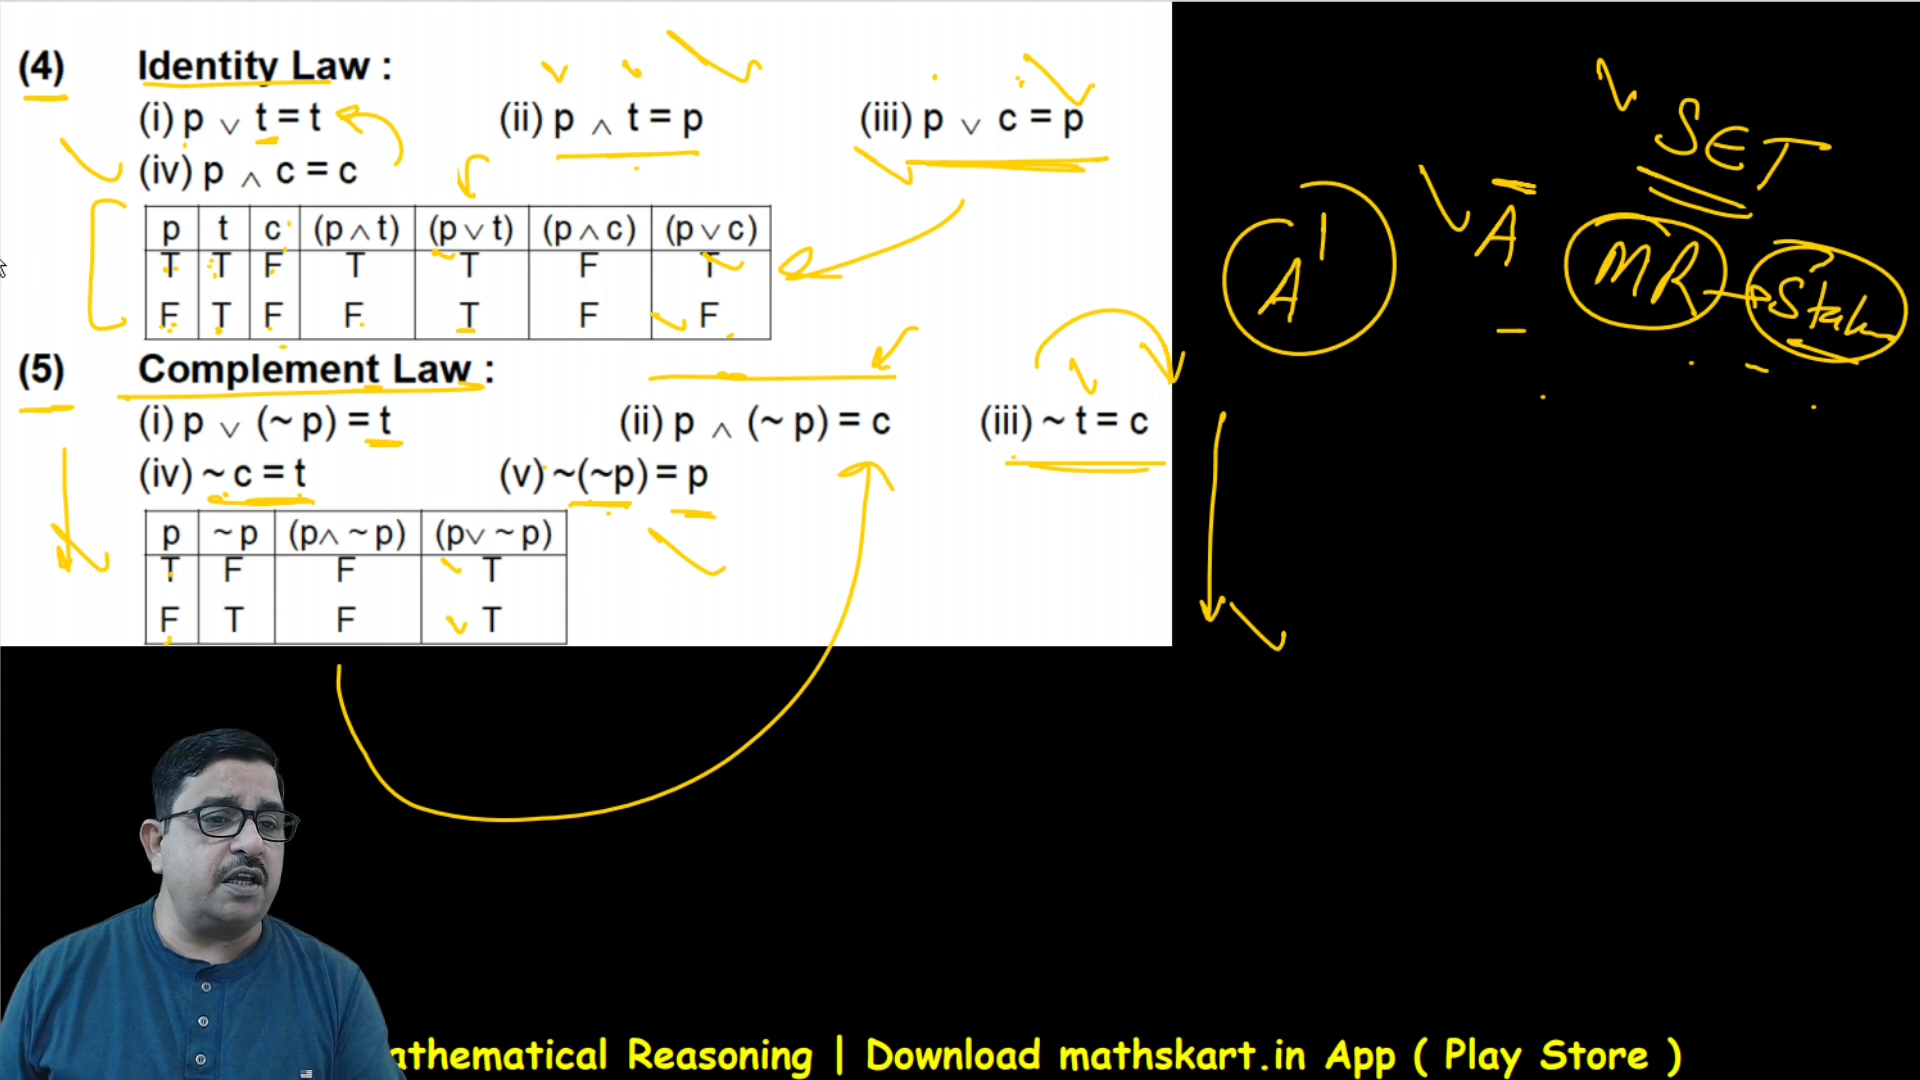 (4) Identity Law :
(i) p ∨ t = t (ii) p ∧ t = p (iii) p ∨ c = p
(iv) p ∧ c = c
p t c (p ∧ t) (p ∨ t) (p ∧ c) (p ∨ c)
T T F T T F T
F T F F T F F
(5) Complement Law :
(i) p ∨ (~ p) = t (ii) p ∧ (~ p) = c (iii) ~ t = c
(iv) ~ c = t (v) ~(~p) = p
p ~ p (p∧ ~ p) (p∨ ~ p)
T F F T
F T F T
SET
A' A MR
athematical Reasoning | Download mathskart.in App ( Play Store )